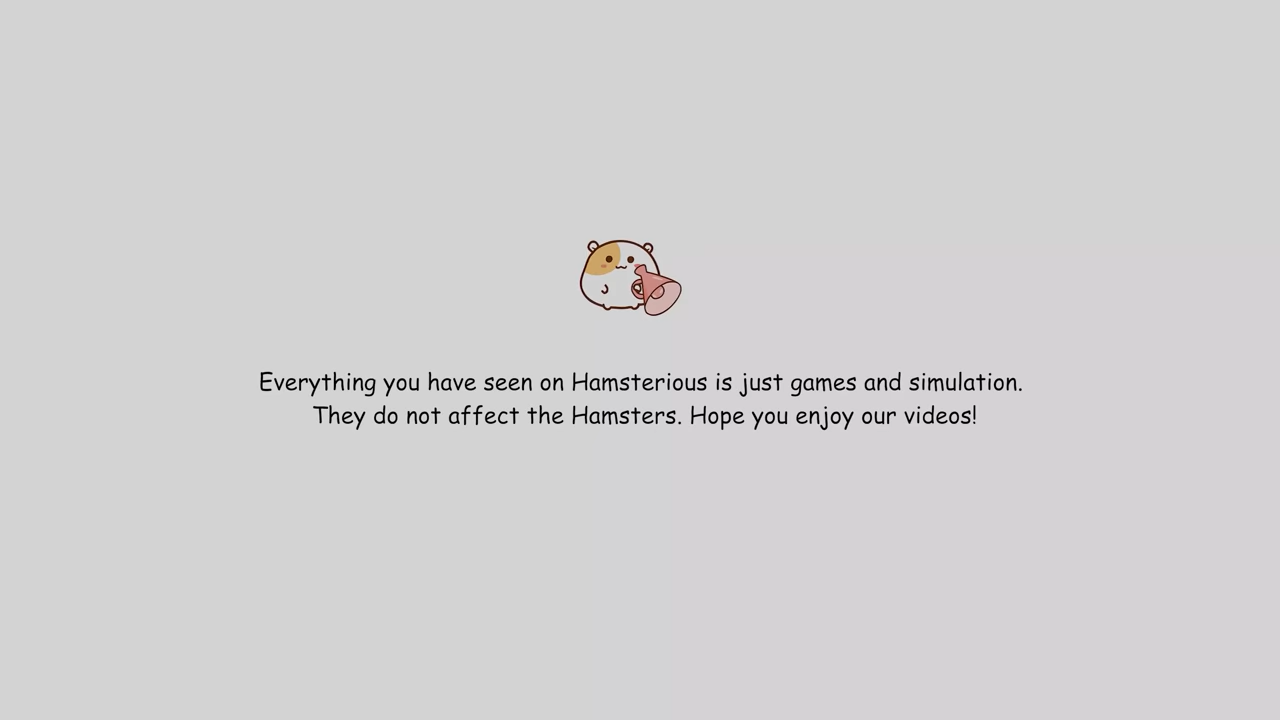 Everything you have seen on Hamsterious is just games and simulation.
They do not affect the Hamsters. Hope you enjoy our videos!